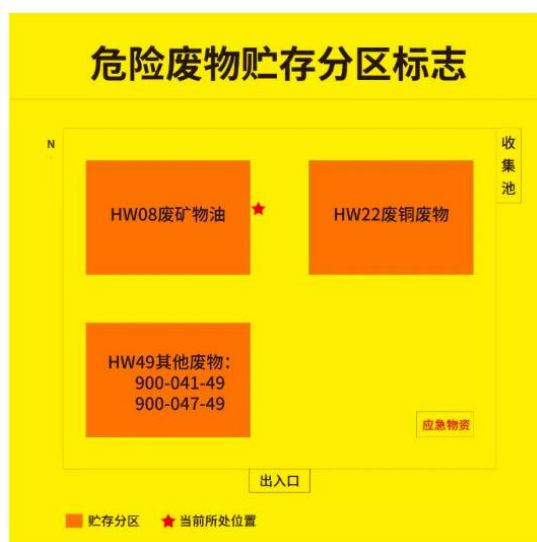 危险废物贮存分区标志
N
收
集
池
HW08废矿物油
HW22废铜废物
HW49其他废物：
900-041-49
900-047-49
应急物资
出入口
贮存分区
当前所处位置